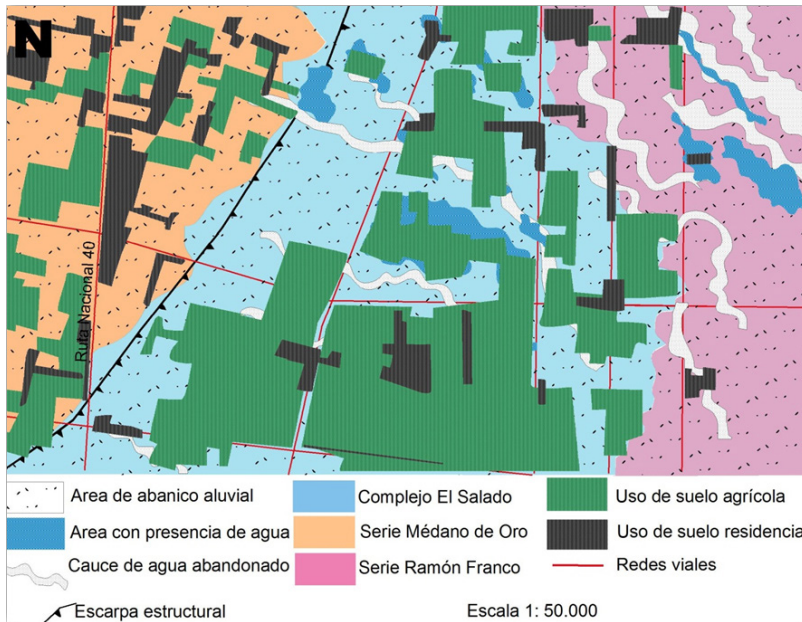 N
Ruta Nacional 40
Area de abanico aluvial
Complejo El Salado
Uso de suelo agrícola
Area con presencia de agua
Serie Médano de Oro
Uso de suelo residencia
Cauce de agua abandonado
Serie Ramón Franco
Redes viales
Escarpa estructural
Escala 1: 50.000